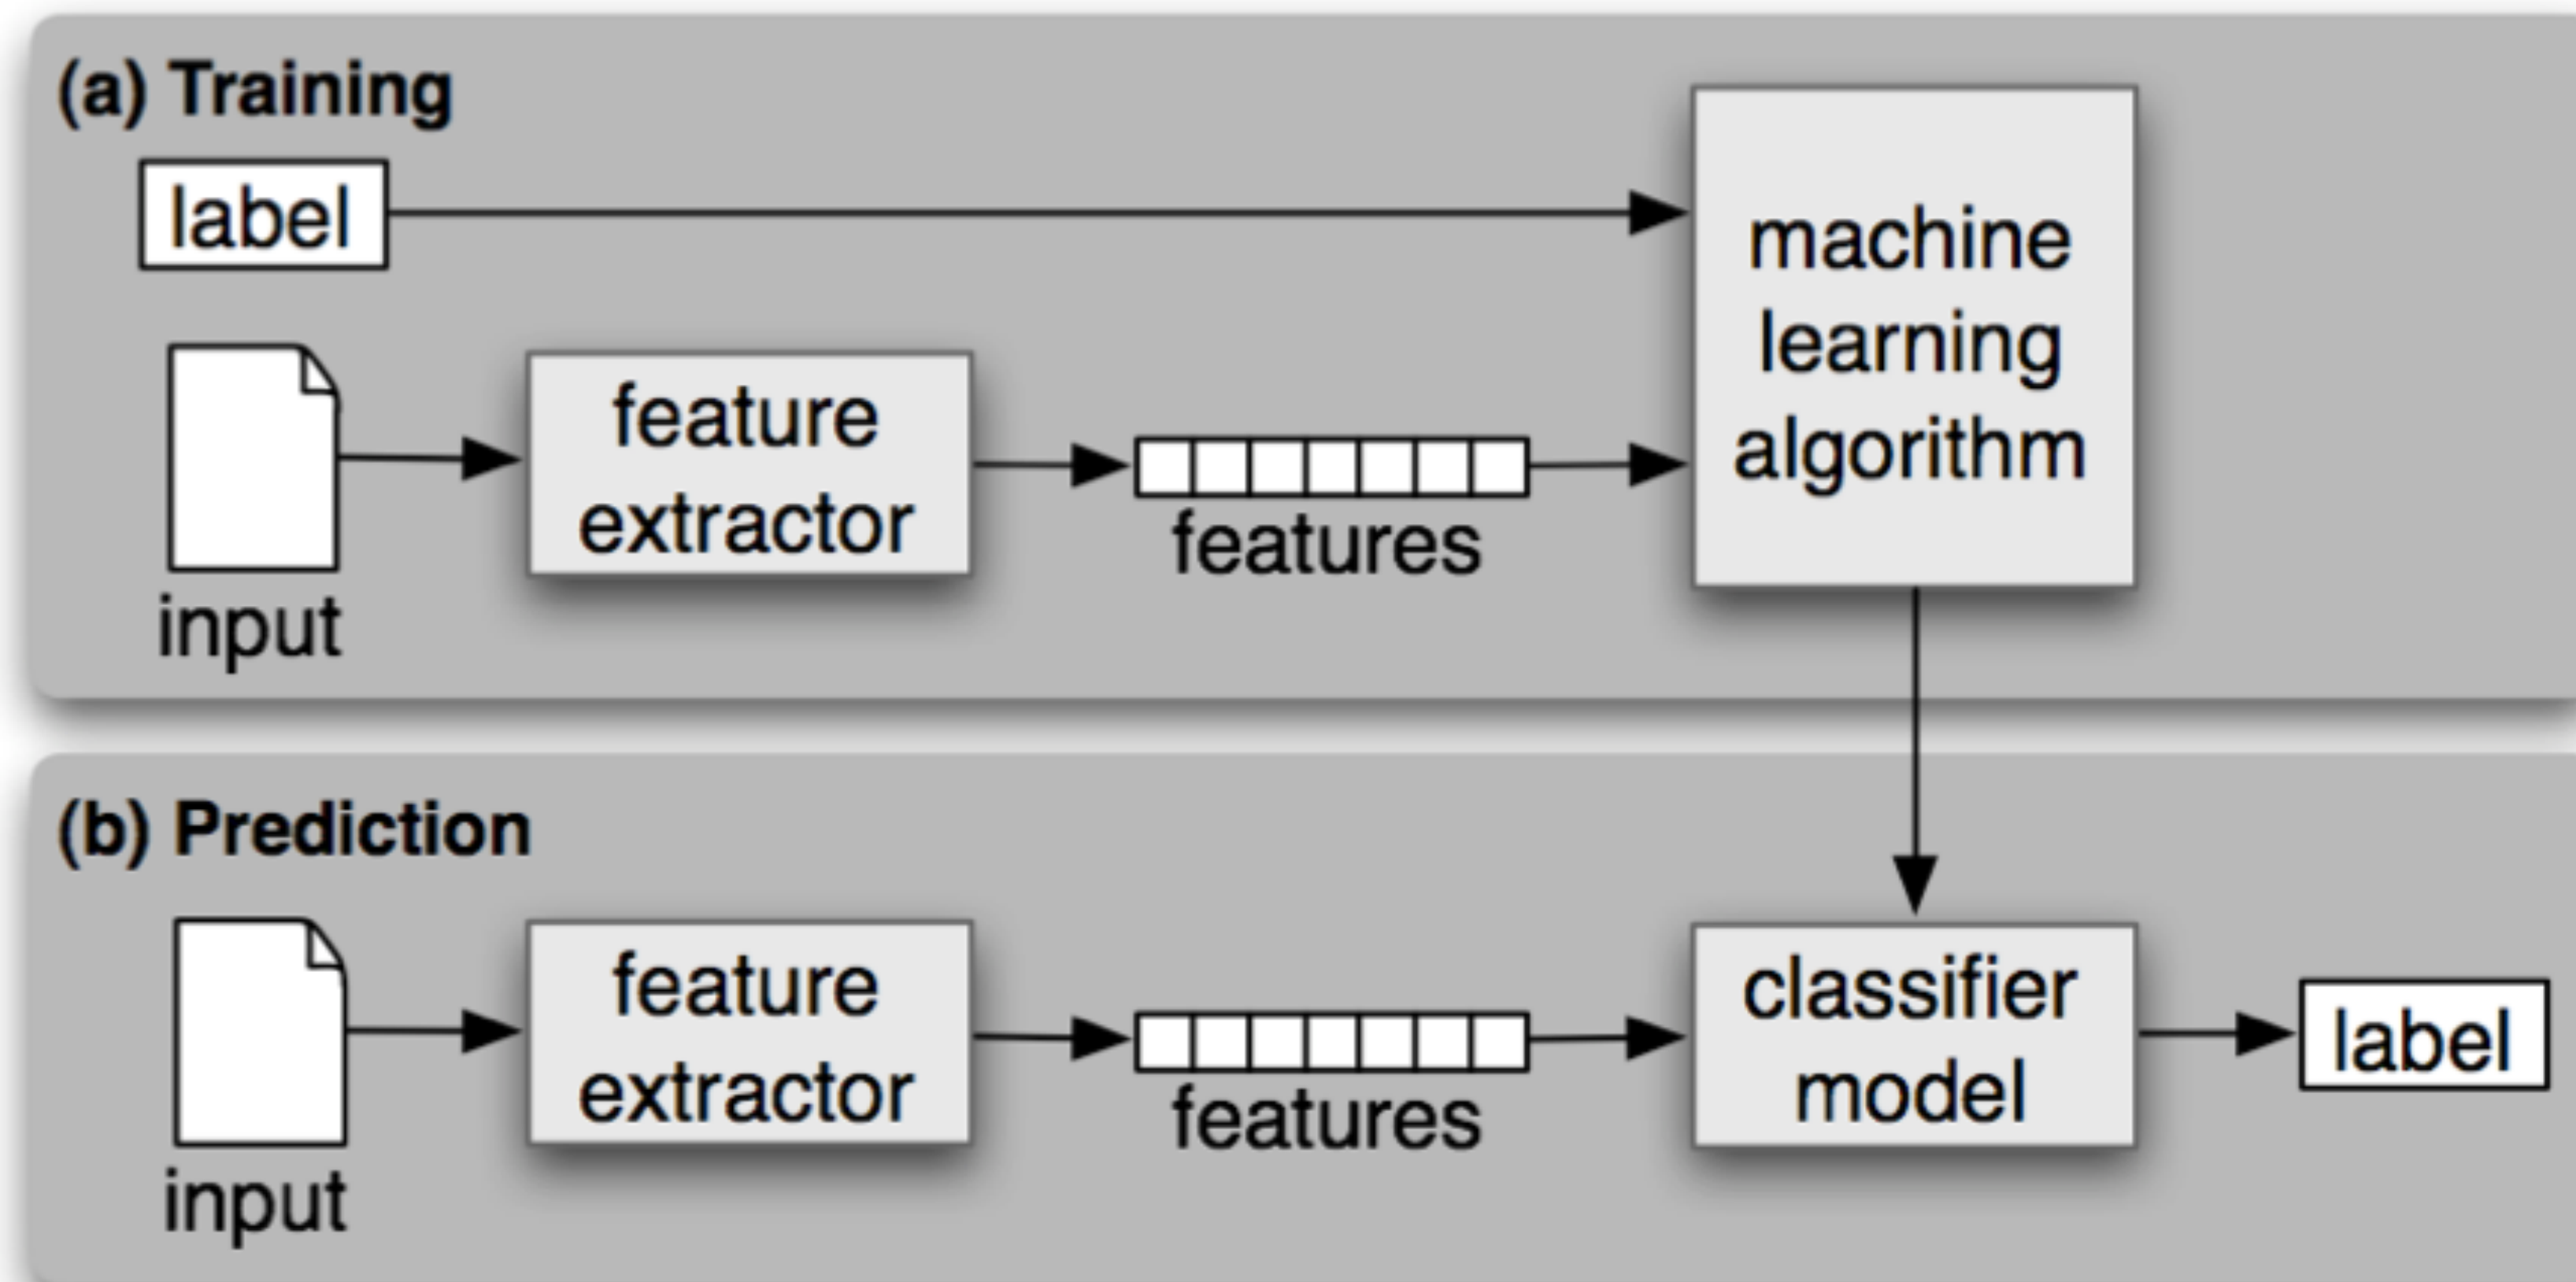 (a) Training
label
machine
learning
algorithm
feature
extractor
features
input
(b) Prediction
feature
extractor
features
classifier
model
label
input